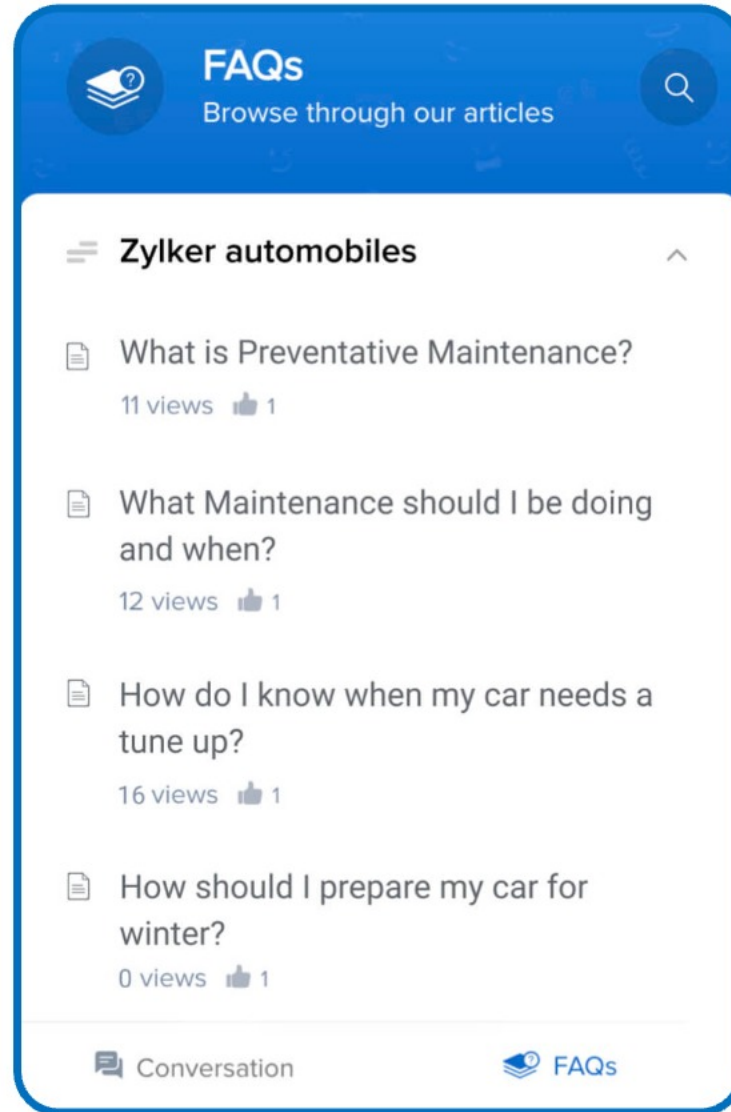 FAQs
Browse through our articles
Zylker automobiles
What is Preventative Maintenance?
11 views 1
What Maintenance should I be doing
and when?
12 views 1
How do I know when my car needs a
tune up?
16 views 1
How should I prepare my car for
winter?
0 views 1
Conversation FAQs